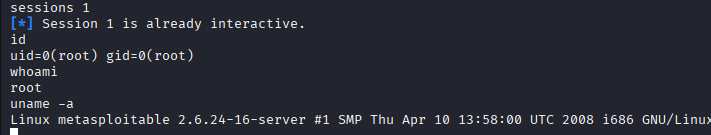 sessions 1
[*] Session 1 is already interactive.
id
uid=0(root) gid=0(root)
whoami
root
uname -a
Linux metasploitable 2.6.24-16-server #1 SMP Thu Apr 10 13:58:00 UTC 2008 i686 GNU/Linux